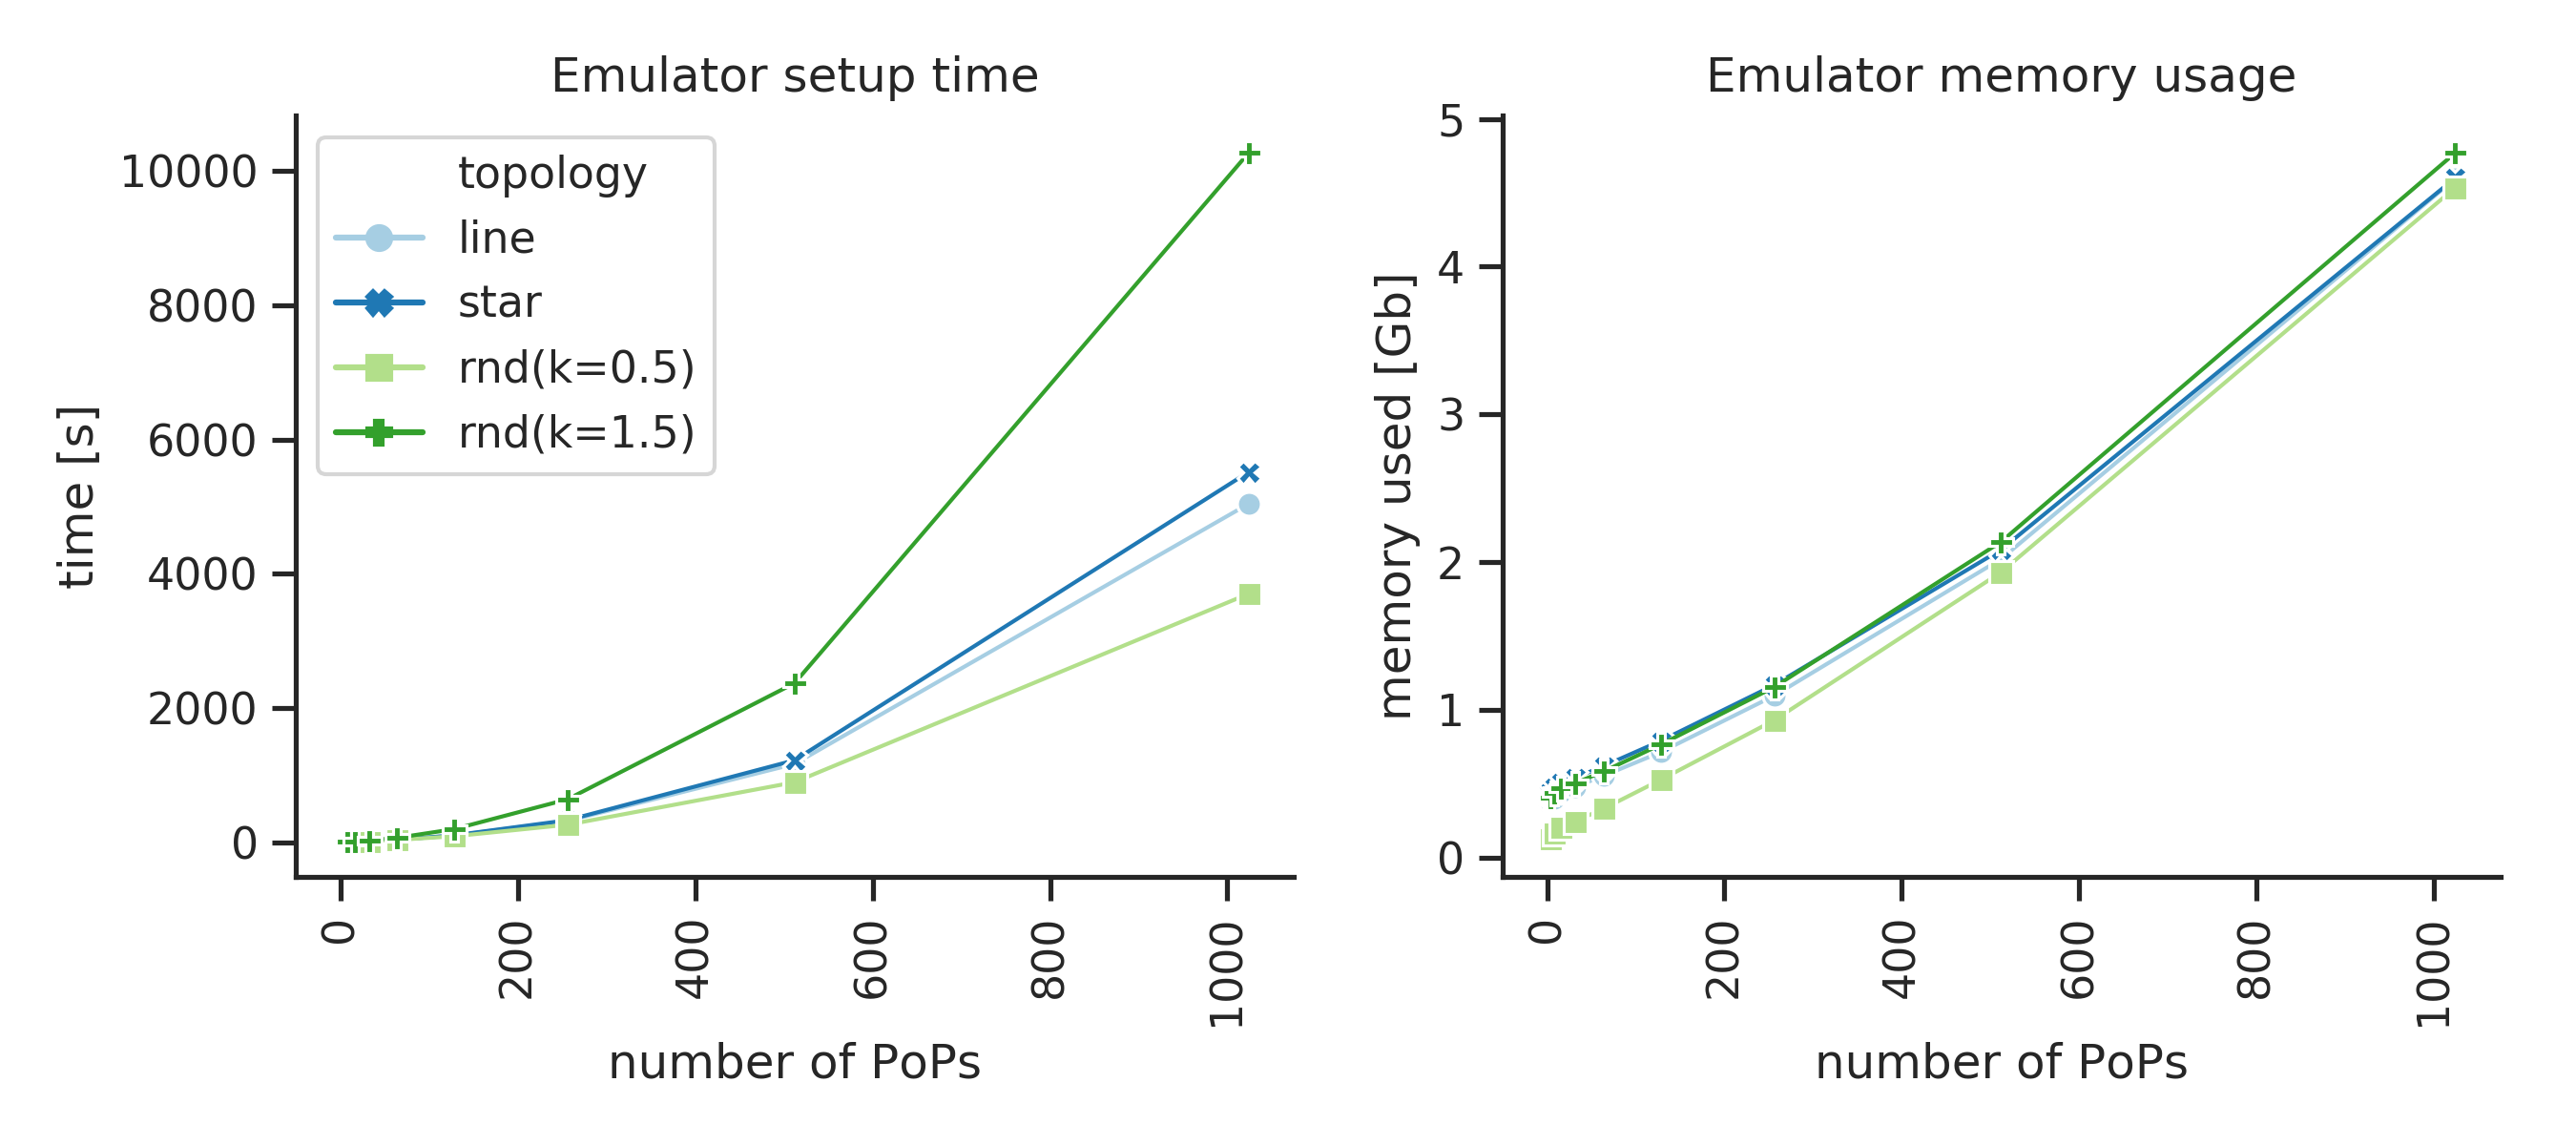 Emulator setup time
10000
8000
6000
4000
2000
0
time [s]
topology
line
star
rnd(k=0.5)
rnd(k=1.5)
0
200
400
600
800
1000
number of PoPs
Emulator memory usage
5
4
3
2
1
0
memory used [Gb]
0
200
400
600
800
1000
number of PoPs